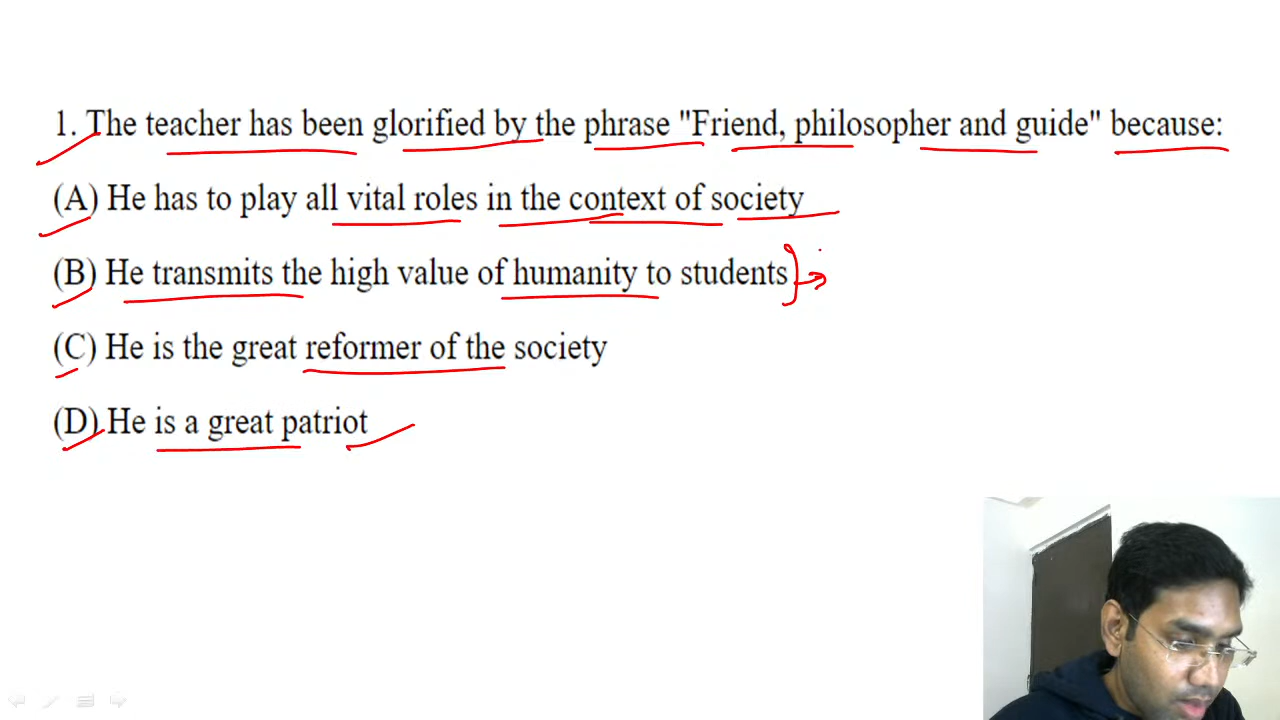 1. The teacher has been glorified by the phrase "Friend, philosopher and guide" because:
(A) He has to play all vital roles in the context of society
(B) He transmits the high value of humanity to students
(C) He is the great reformer of the society
(D) He is a great patriot